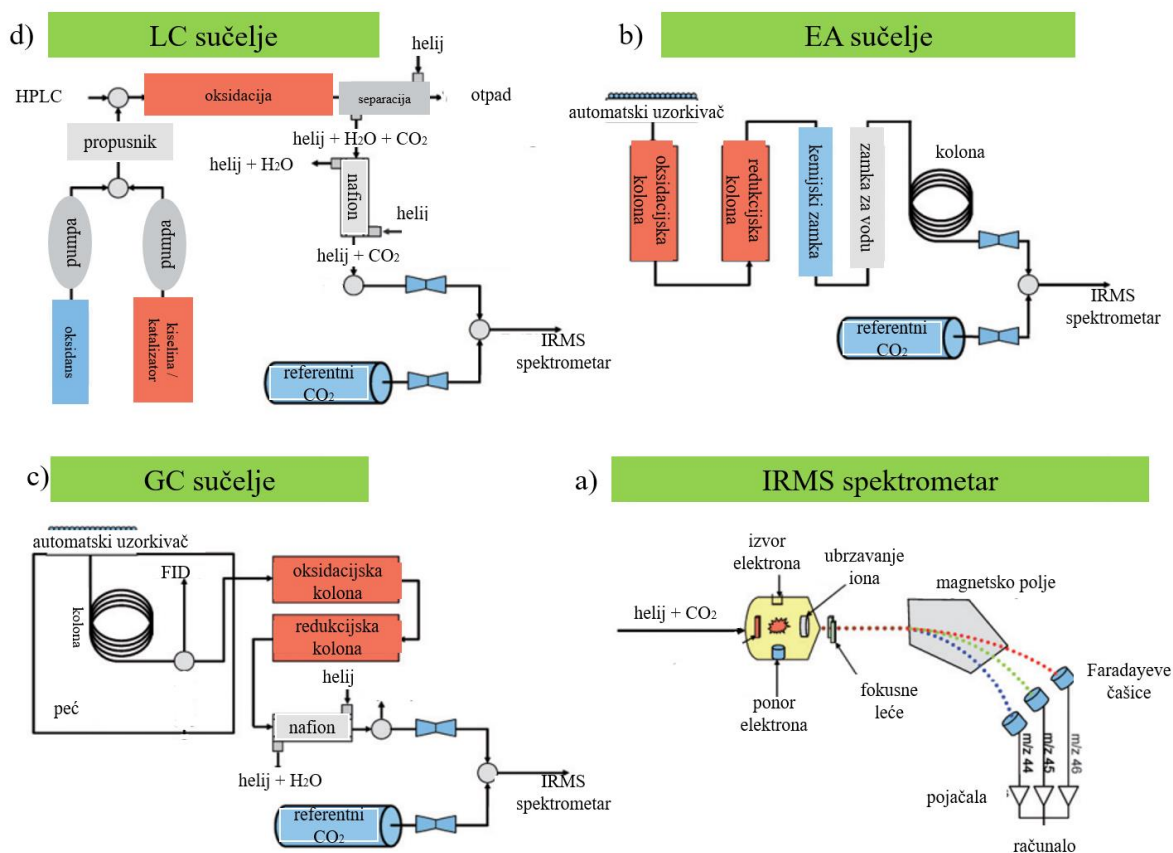 d)
LC sučelje
helij
HPLC
oksidacija
separacija
otpad
propusnik
helij + H2O + CO2
helij + H2O
nafion
helij
helij + CO2
pumpa
pumpa
oksidans
kiselina /
katalizator
IRMS
spektrometar
referentni
CO2
b)
EA sučelje
automatski uzorkivač
oksidacijska
kolona
redukcijska
kolona
kemijski zamka
zamka za vodu
kolona
IRMS
spektrometar
referentni
CO2
c)
GC sučelje
automatski uzorkivač
kolona
FID
peć
oksidacijska
kolona
redukcijska
kolona
helij
nafion
helij + H2O
IRMS
spektrometar
referentni
CO2
a)
IRMS spektrometar
izvor
elektrona
ubrzavanje
iona
magnetsko polje
helij + CO2
ponor
elektrona
fokusne
leće
Faradayeve
čašice
m/z 44
m/z 45
m/z 46
pojačala
računalo